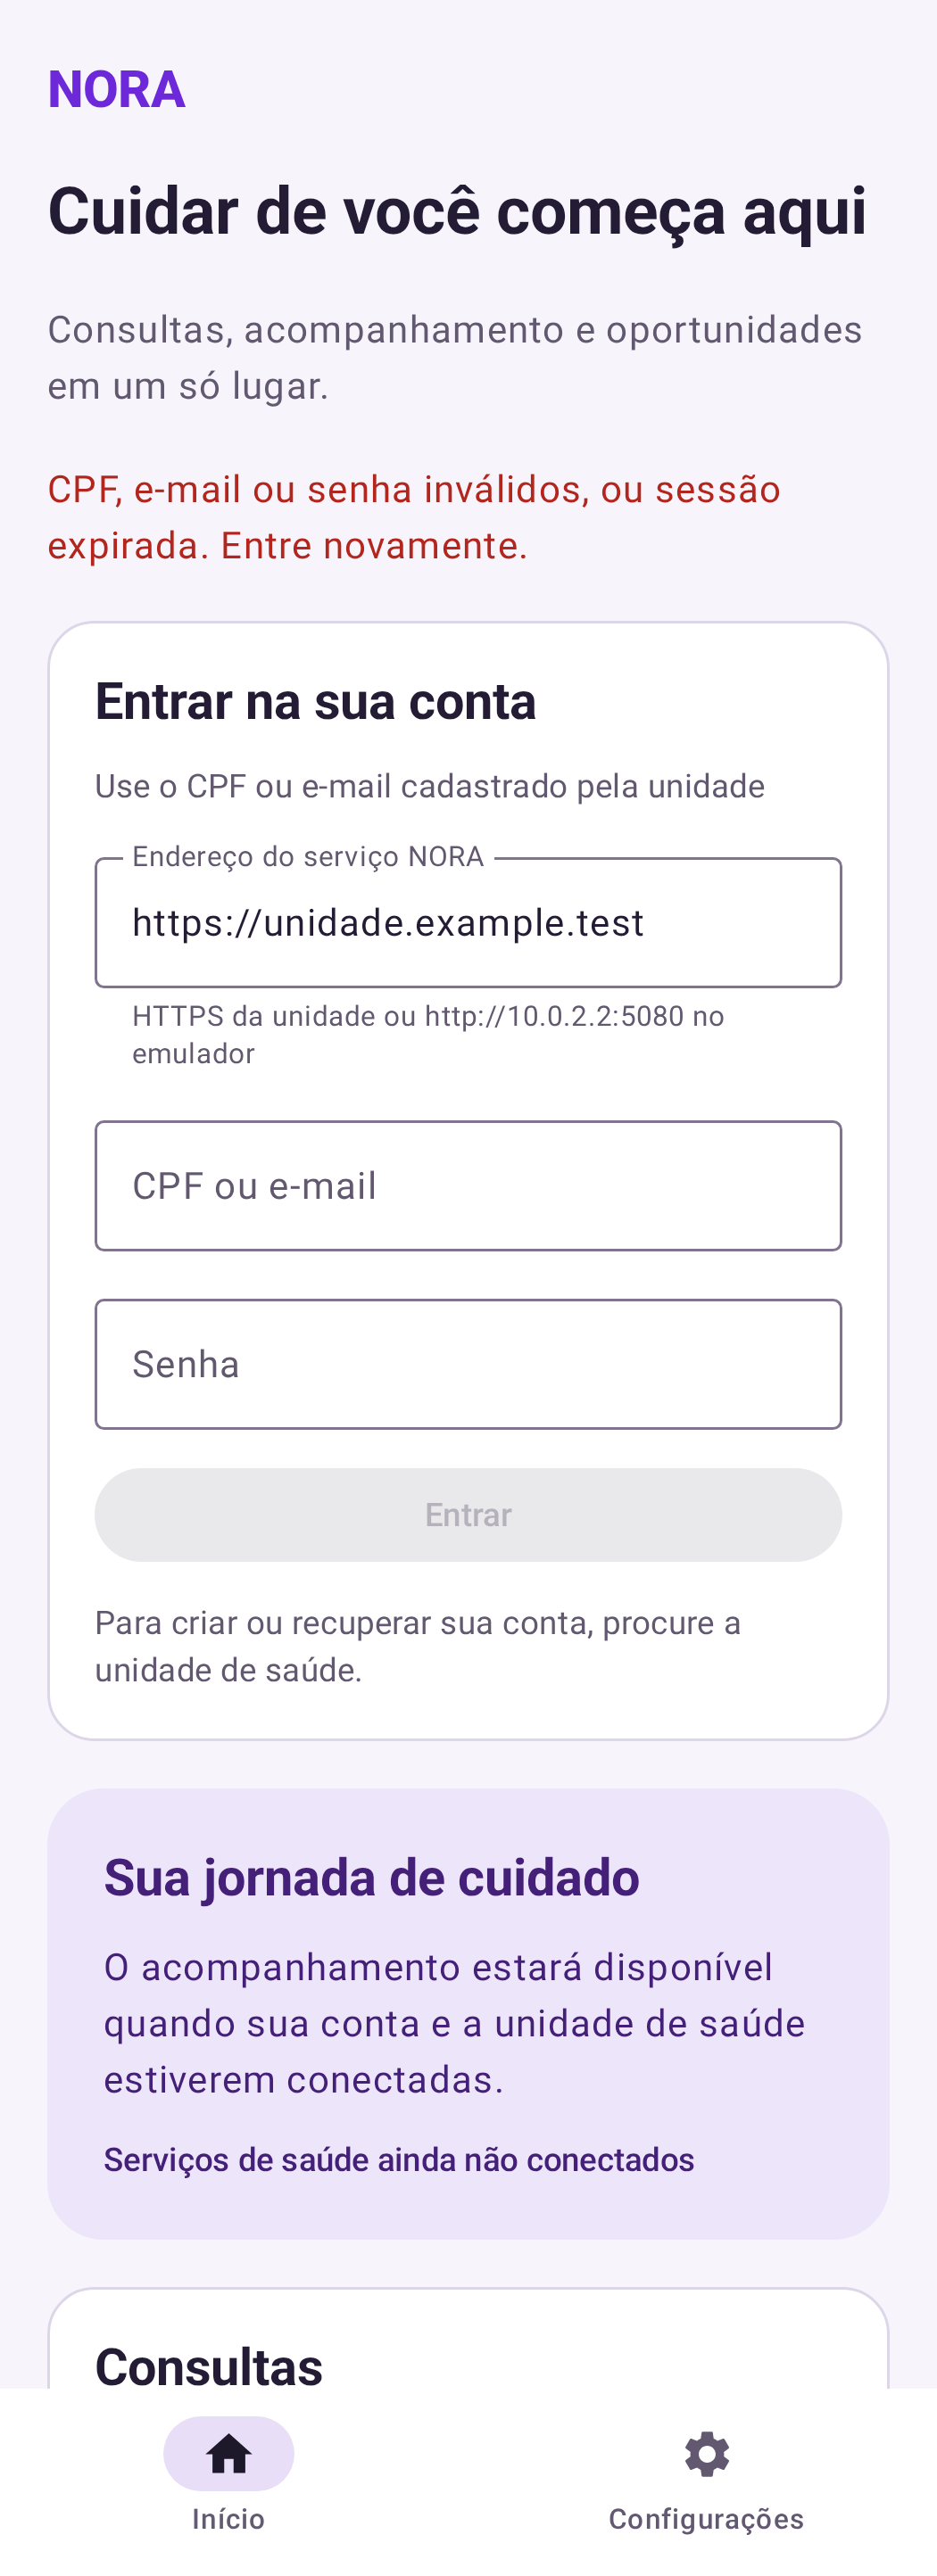 NORA
Cuidar de você começa aqui
Consultas, acompanhamento e oportunidades
em um só lugar.
CPF, e-mail ou senha inválidos, ou sessão
expirada. Entre novamente.
Entrar na sua conta
Use o CPF ou e-mail cadastrado pela unidade
Endereço do serviço NORA
https://unidade.example.test
HTTPS da unidade ou http://10.0.2.2:5080 no
emulador
CPF ou e-mail
Senha
Entrar
Para criar ou recuperar sua conta, procure a
unidade de saúde.
Sua jornada de cuidado
O acompanhamento estará disponível
quando sua conta e a unidade de saúde
estiverem conectadas.
Serviços de saúde ainda não conectados
Consultas
Início
Configurações